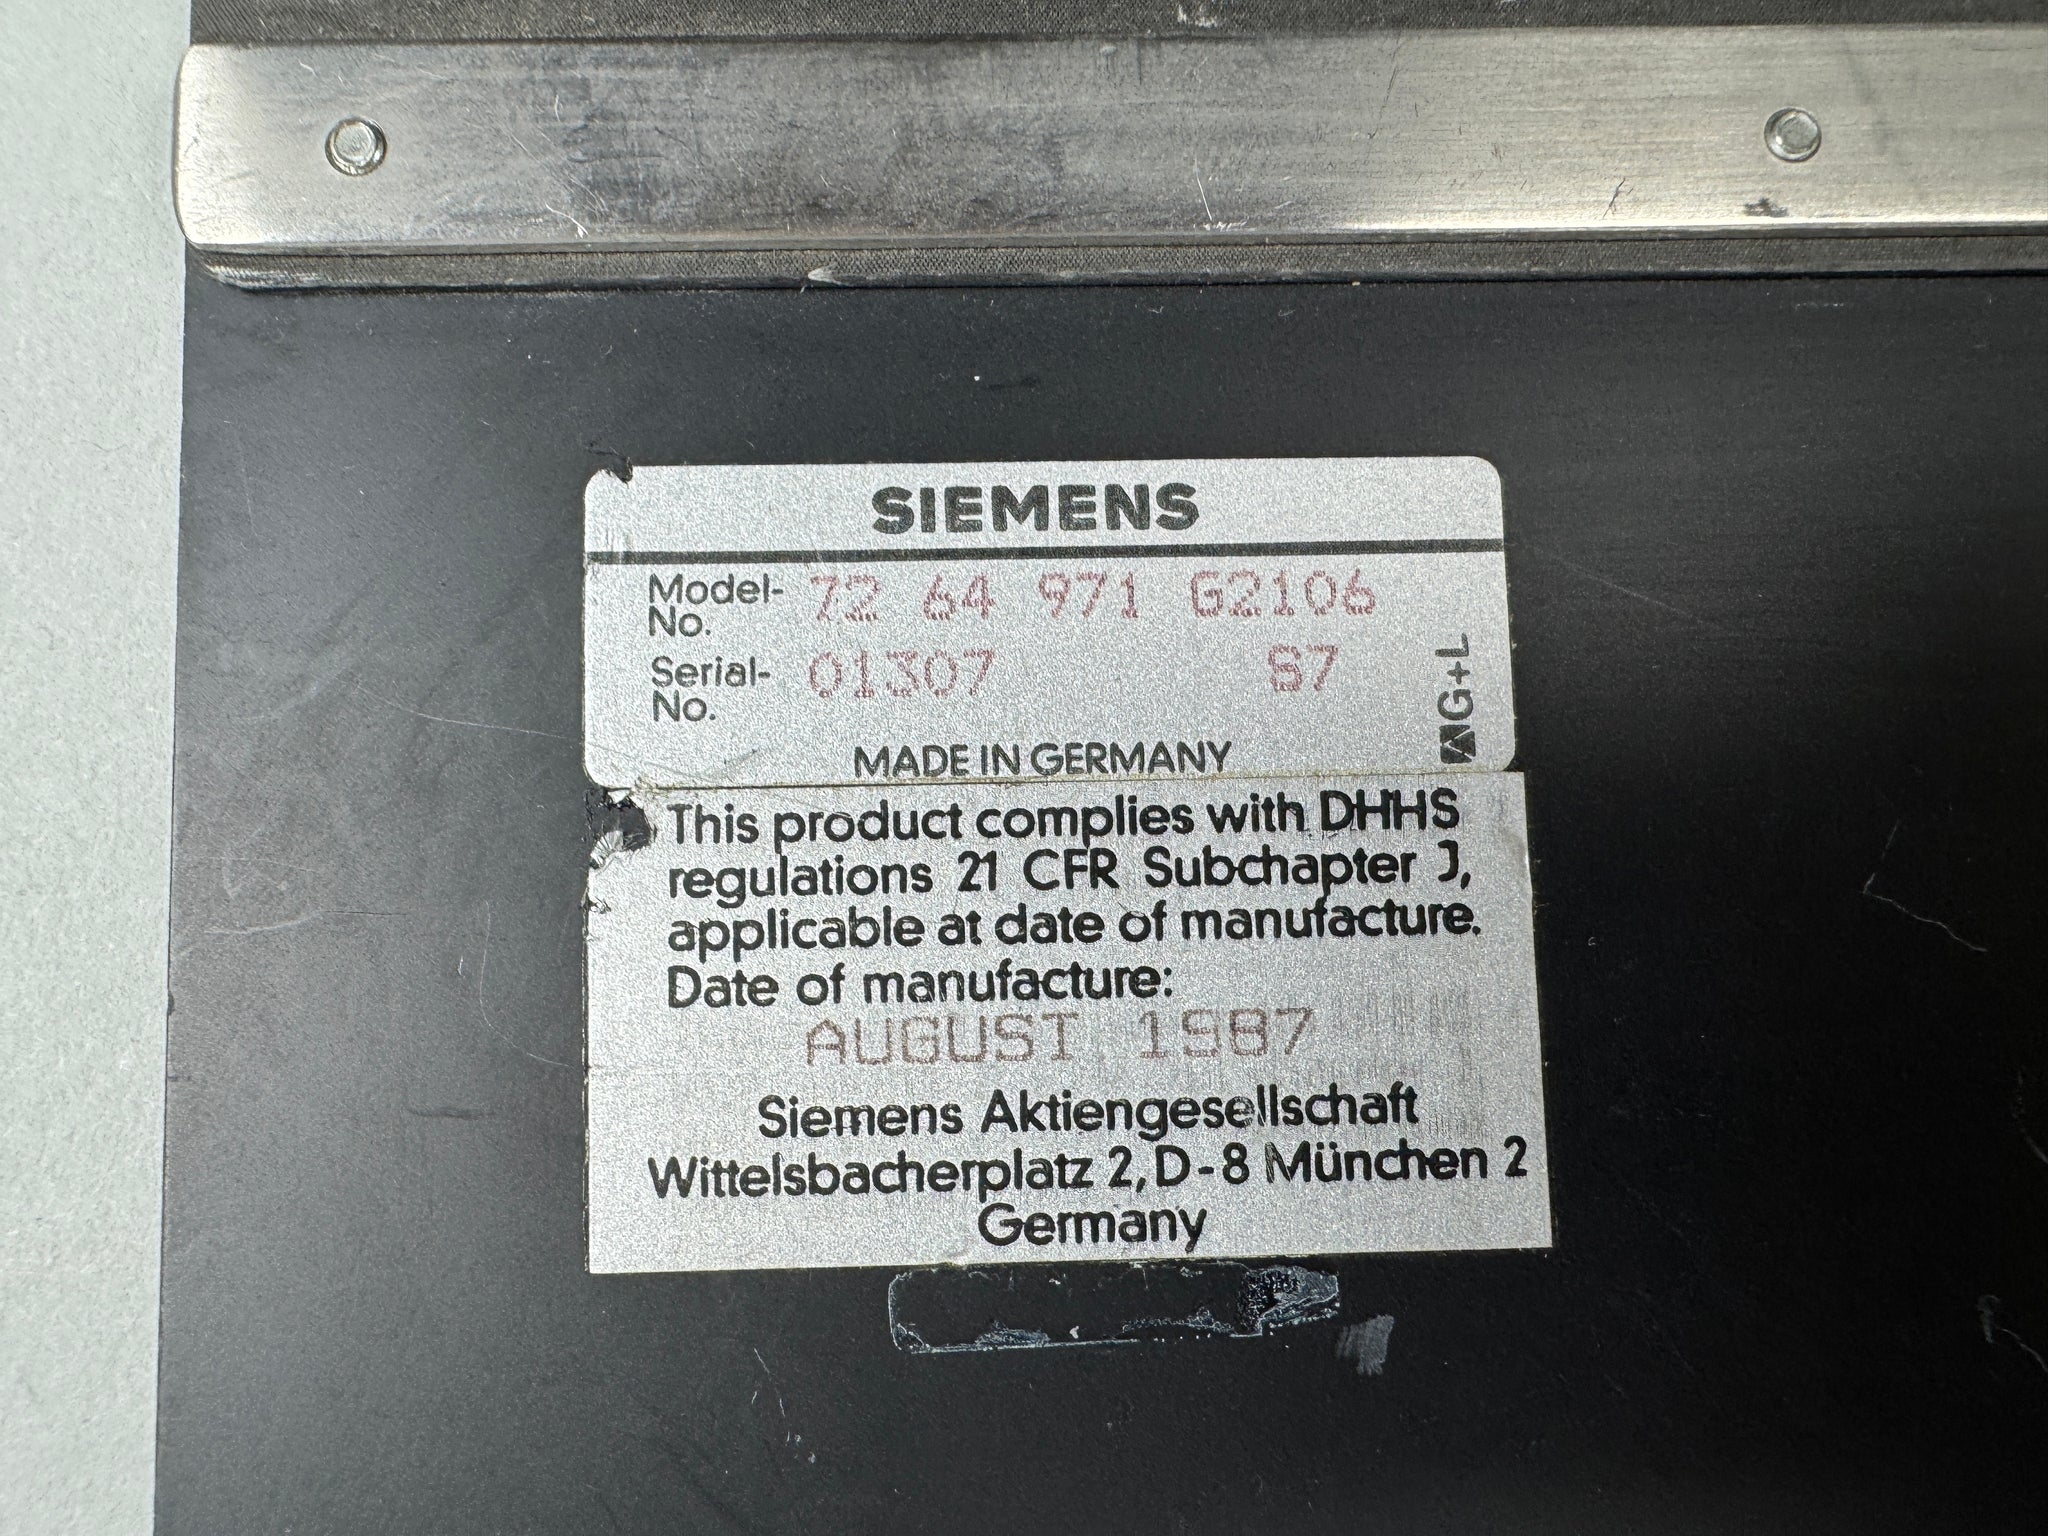 SIEMENS
Model-No. 72 64 971 G2106
Serial-No. 01307 S7
G+L
MADE IN GERMANY
This product complies with DHHS
regulations 21 CFR Subchapter J,
applicable at date of manufacture.
Date of manufacture:
AUGUST 1987
Siemens Aktiengesellschaft
Wittelsbacherplatz 2, D-8 München 2
Germany